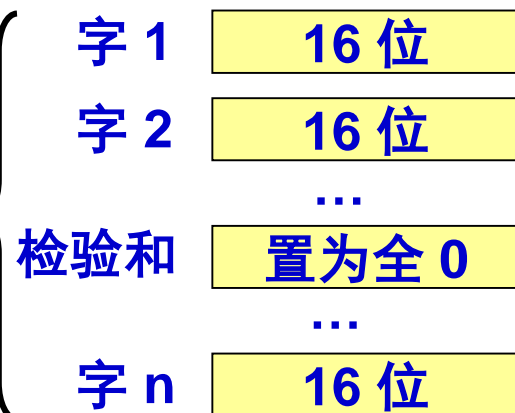 字 1 16 位
字 2 16 位
…
检验和 置为全 0
…
字 n 16 位